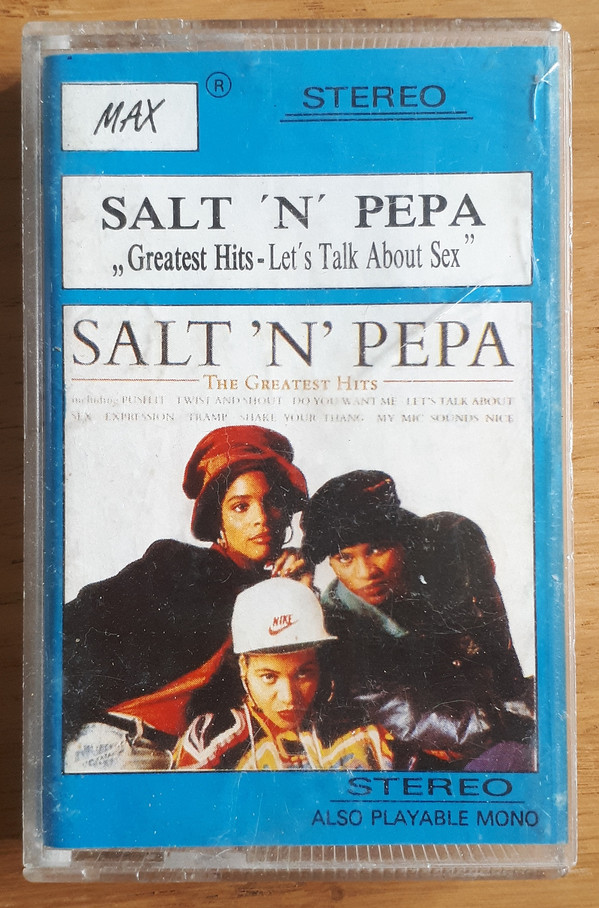 MAX
®
STEREO
SALT ´N´ PEPA
„Greatest Hits - Let´s Talk About Sex”
SALT 'N' PEPA
THE GREATEST HITS
including PUSH IT TWIST AND SHOUT DO YOU WANT ME LET'S TALK ABOUT
SEX EXPRESSION TRAMP SHAKE YOUR THANG MY MIC SOUNDS NICE
NIKE
STEREO
ALSO PLAYABLE MONO